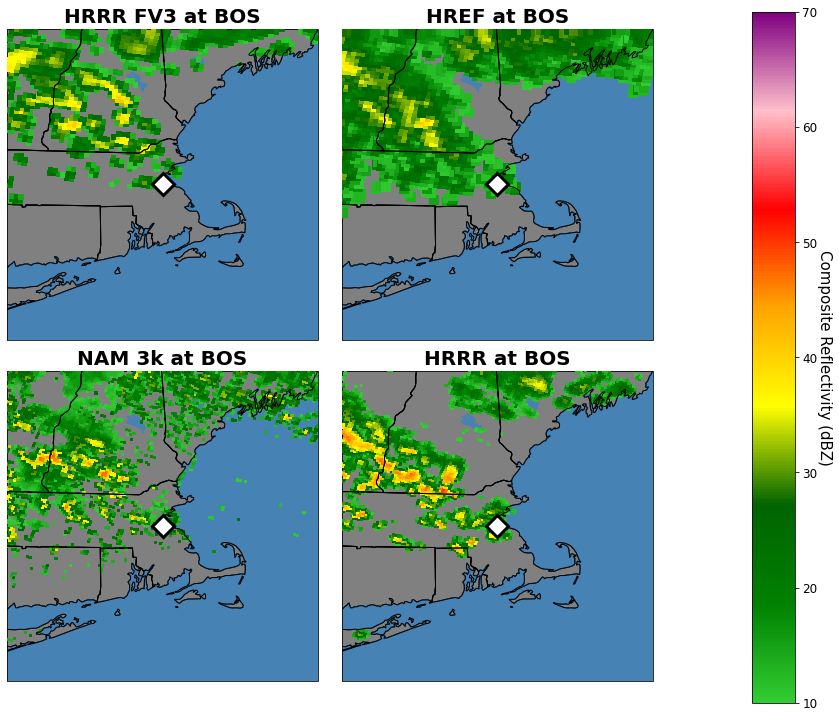 HRRR FV3 at BOS
HREF at BOS
NAM 3k at BOS
HRRR at BOS
70
60
50
40
30
20
10
Composite Reflectivity (dBZ)